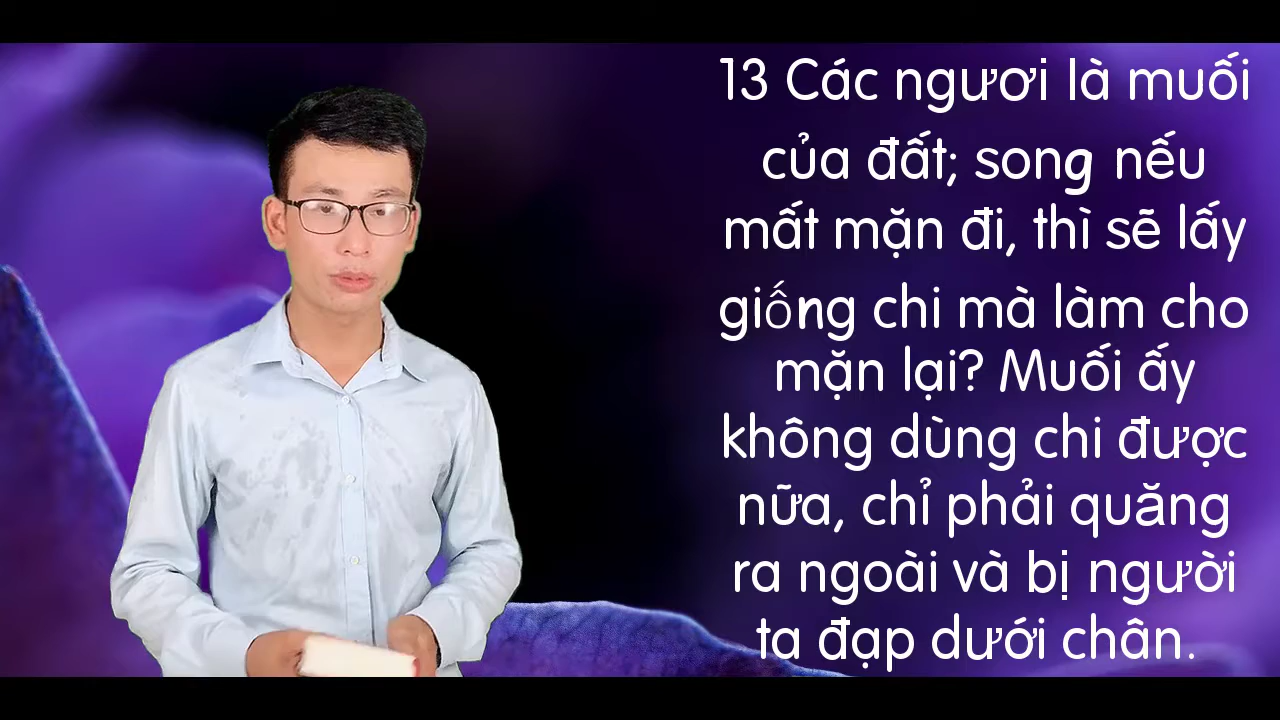 13 Các ngươi là muối
của đất; song nếu
mất mặn đi, thì sẽ lấy
giống chi mà làm cho
mặn lại? Muối ấy
không dùng chi được
nữa, chỉ phải quăng
ra ngoài và bị người
ta đạp dưới chân.